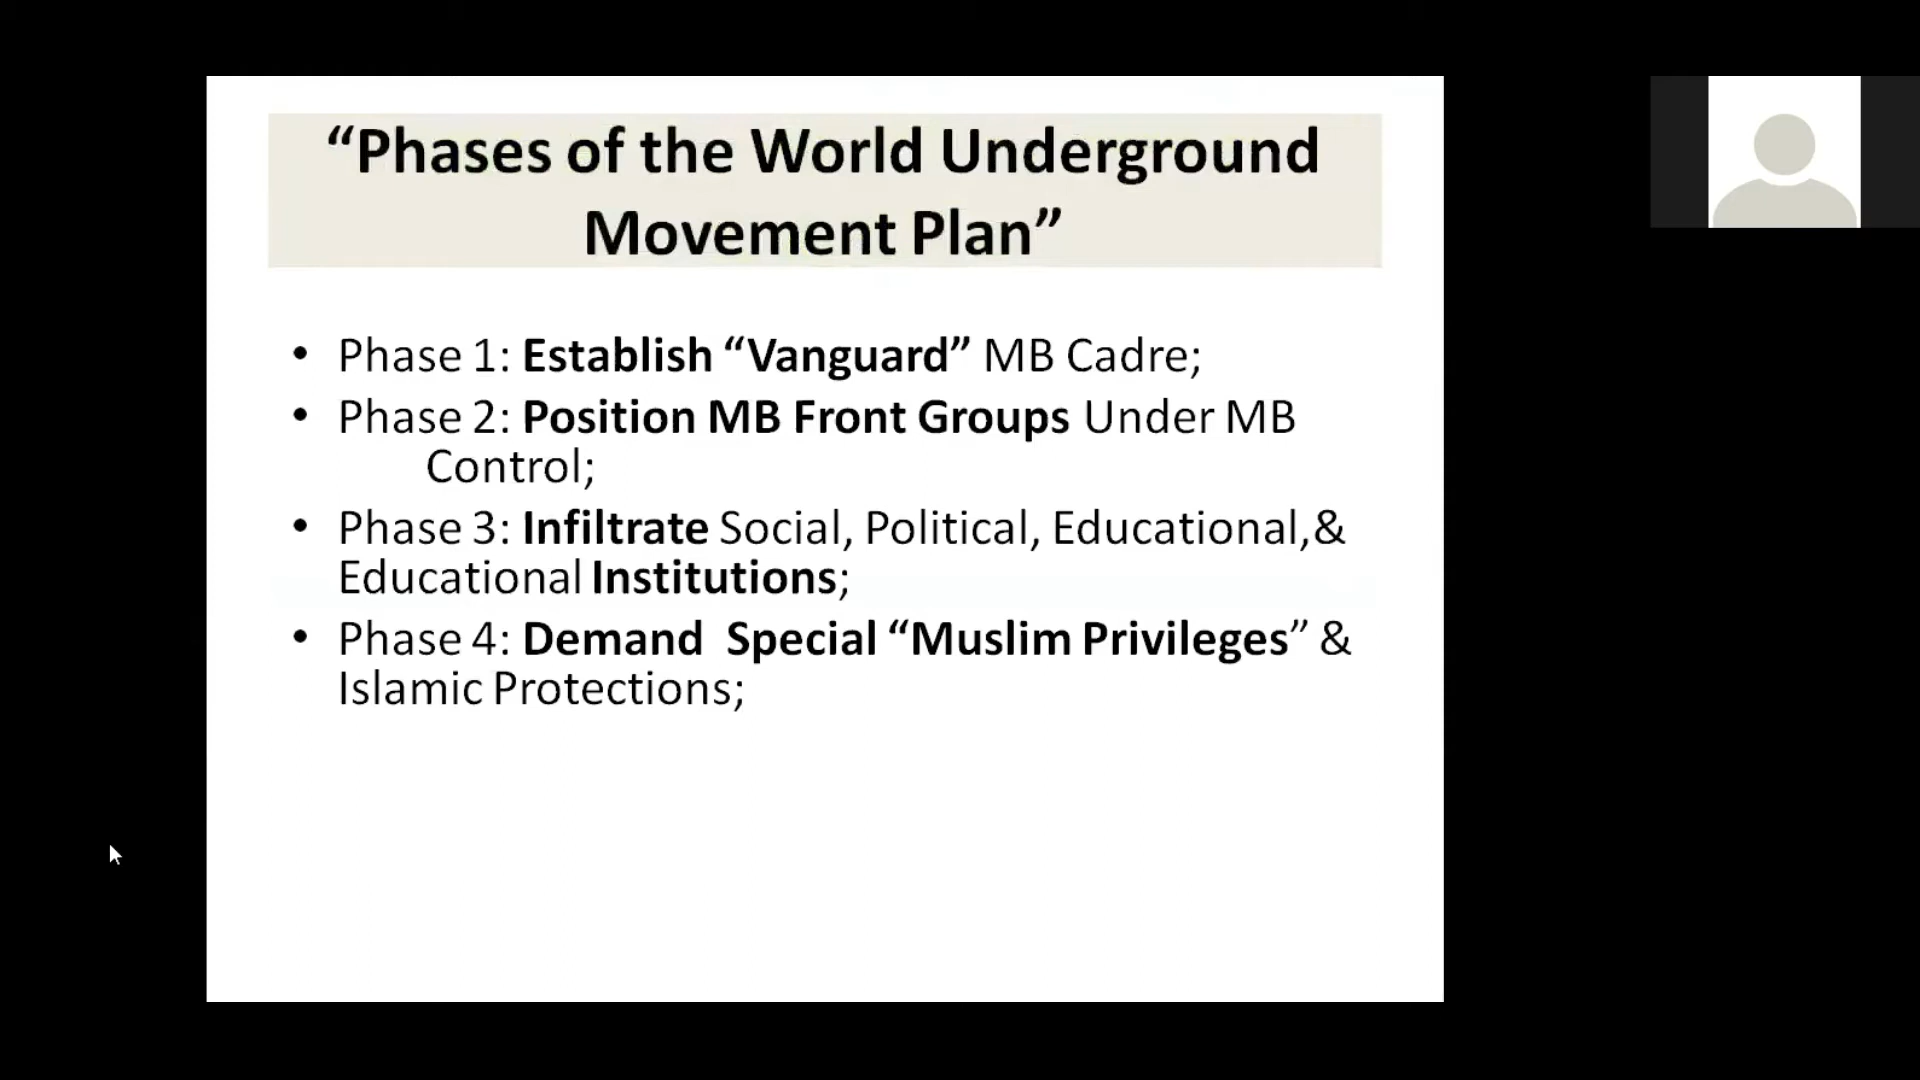 “Phases of the World Underground
Movement Plan”
• Phase 1: Establish “Vanguard” MB Cadre;
• Phase 2: Position MB Front Groups Under MB
Control;
• Phase 3: Infiltrate Social, Political, Educational,&
Educational Institutions;
• Phase 4: Demand  Special “Muslim Privileges” &
Islamic Protections;